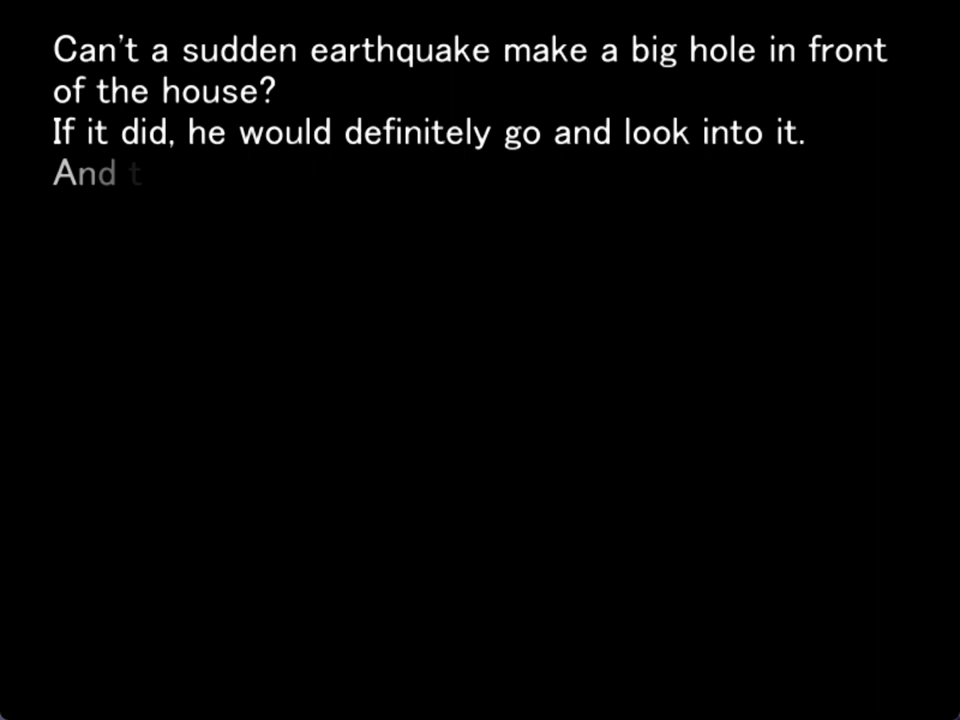 Can't a sudden earthquake make a big hole in front
of the house?
If it did, he would definitely go and look into it.
And t